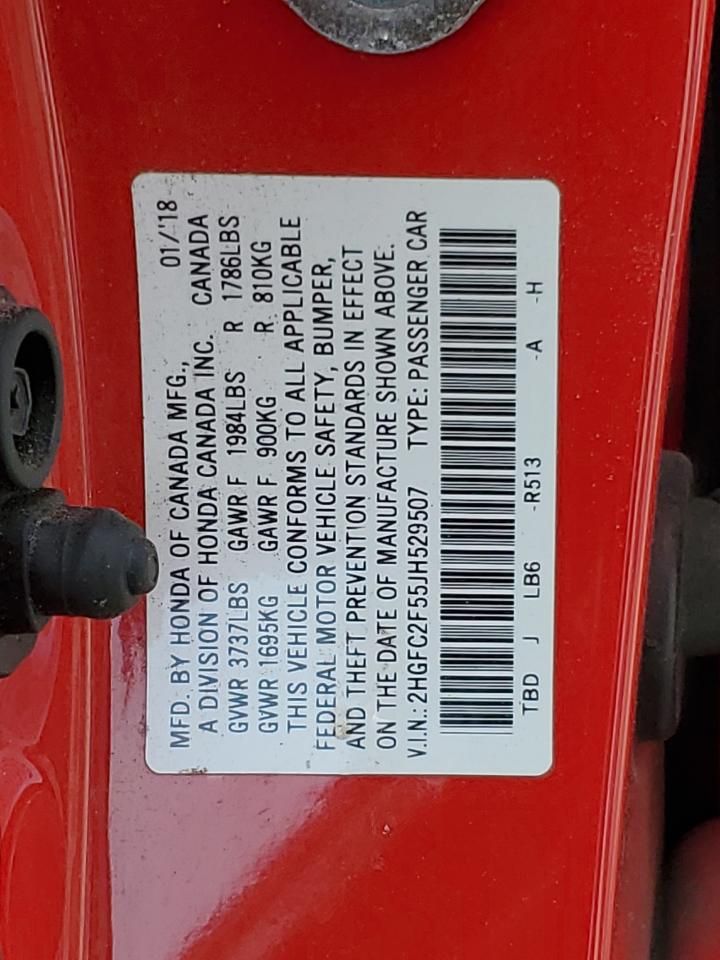 MFD. BY HONDA OF CANADA MFG., 01/'18
A DIVISION OF HONDA CANADA INC. CANADA
GVWR 3737LBS GAWR F 1984LBS R 1786LBS
GVWR 1695KG GAWR F 900KG R 810KG
THIS VEHICLE CONFORMS TO ALL APPLICABLE
FEDERAL MOTOR VEHICLE SAFETY, BUMPER,
AND THEFT PREVENTION STANDARDS IN EFFECT
ON THE DATE OF MANUFACTURE SHOWN ABOVE.
V.I.N.: 2HGFC2F55JH529507 TYPE: PASSENGER CAR
TBD J LB6 -R513 -A -H